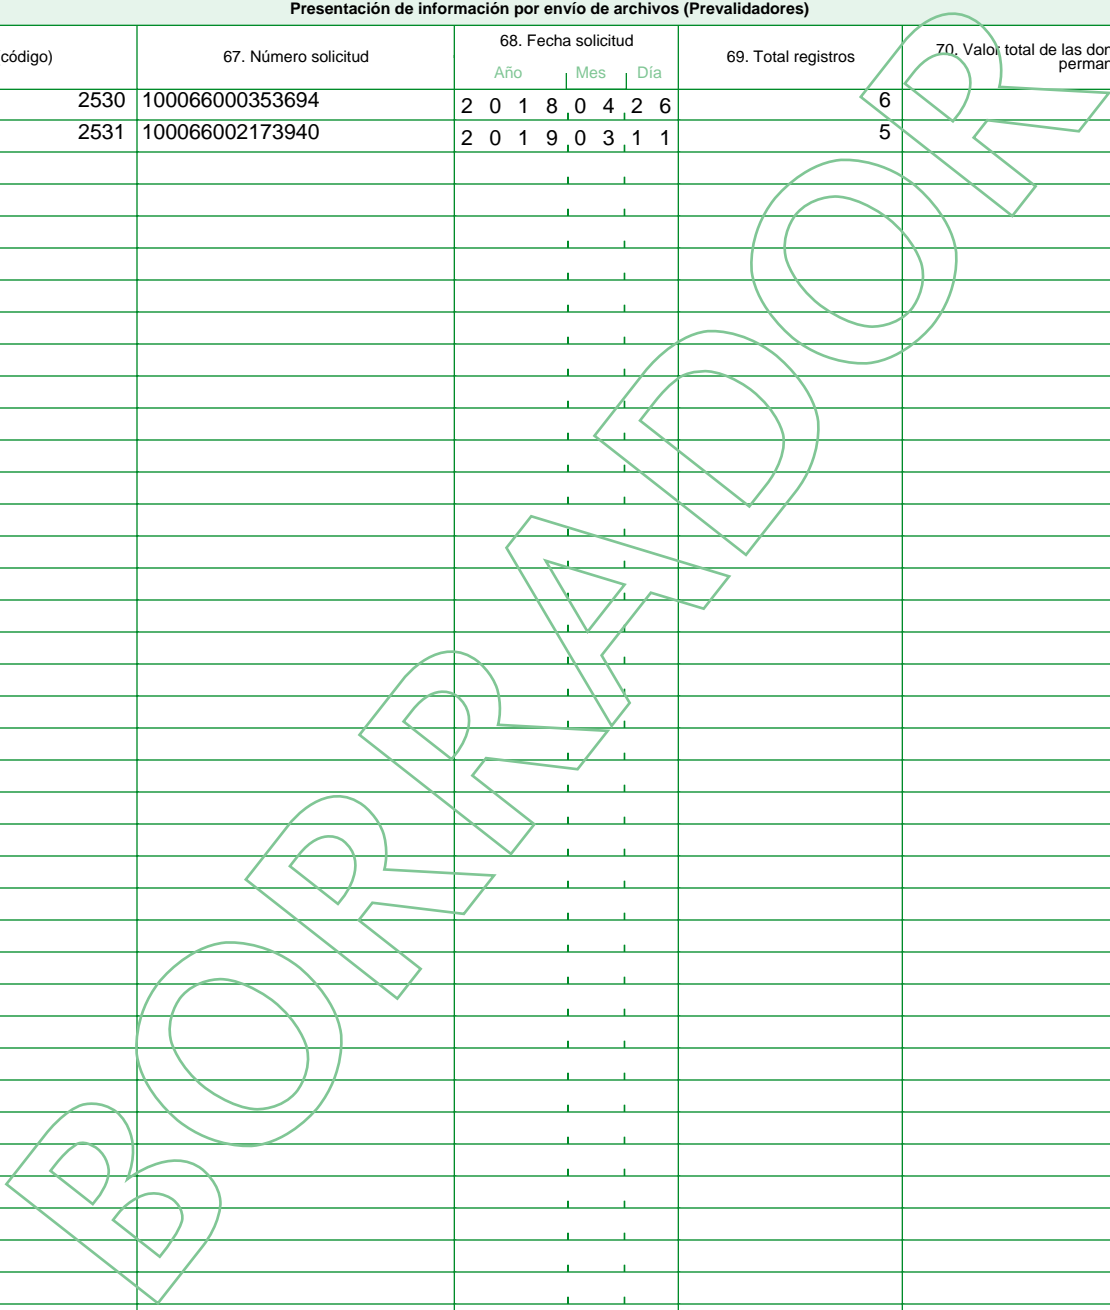 Presentación de información por envío de archivos (Prevalidadores)
código) 67. Número solicitud 68. Fecha solicitud 69. Total registros 70. Valor total de las don
perman
Año Mes Día
2530 100066000353694 2 0 1 8 0 4 2 6 6
2531 100066002173940 2 0 1 9 0 3 1 1 5
BORRADOR